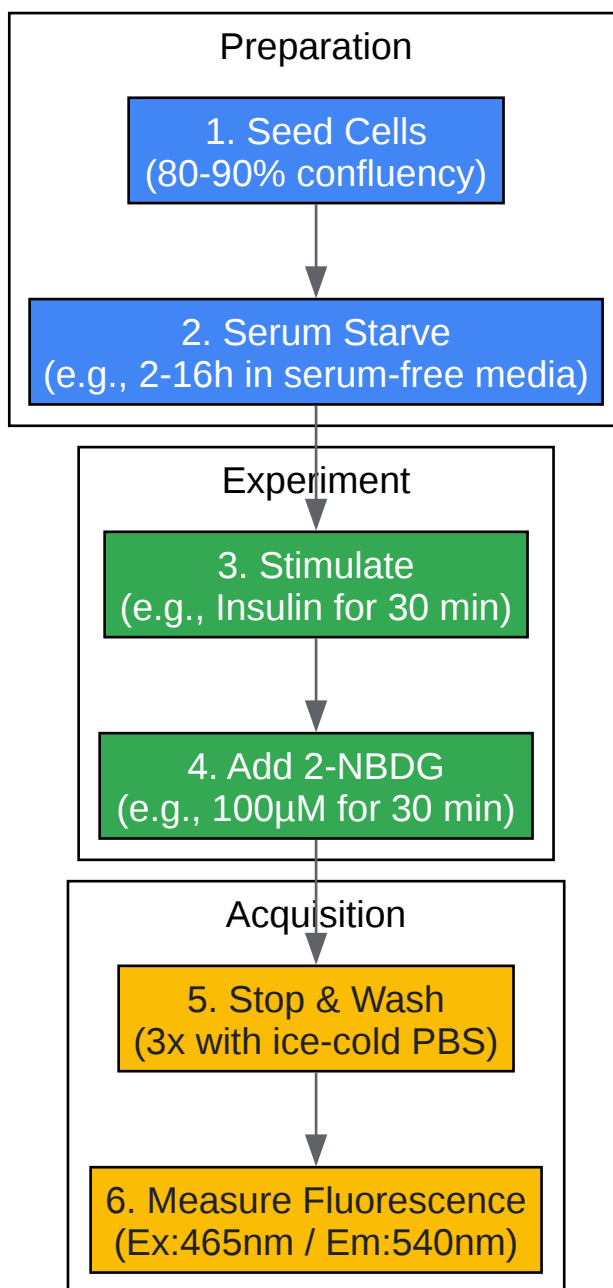 Preparation
1. Seed Cells
(80-90% confluency)
2. Serum Starve
(e.g., 2-16h in serum-free media)
Experiment
3. Stimulate
(e.g., Insulin for 30 min)
4. Add 2-NBDG
(e.g., 100µM for 30 min)
Acquisition
5. Stop & Wash
(3x with ice-cold PBS)
6. Measure Fluorescence
(Ex:465nm / Em:540nm)